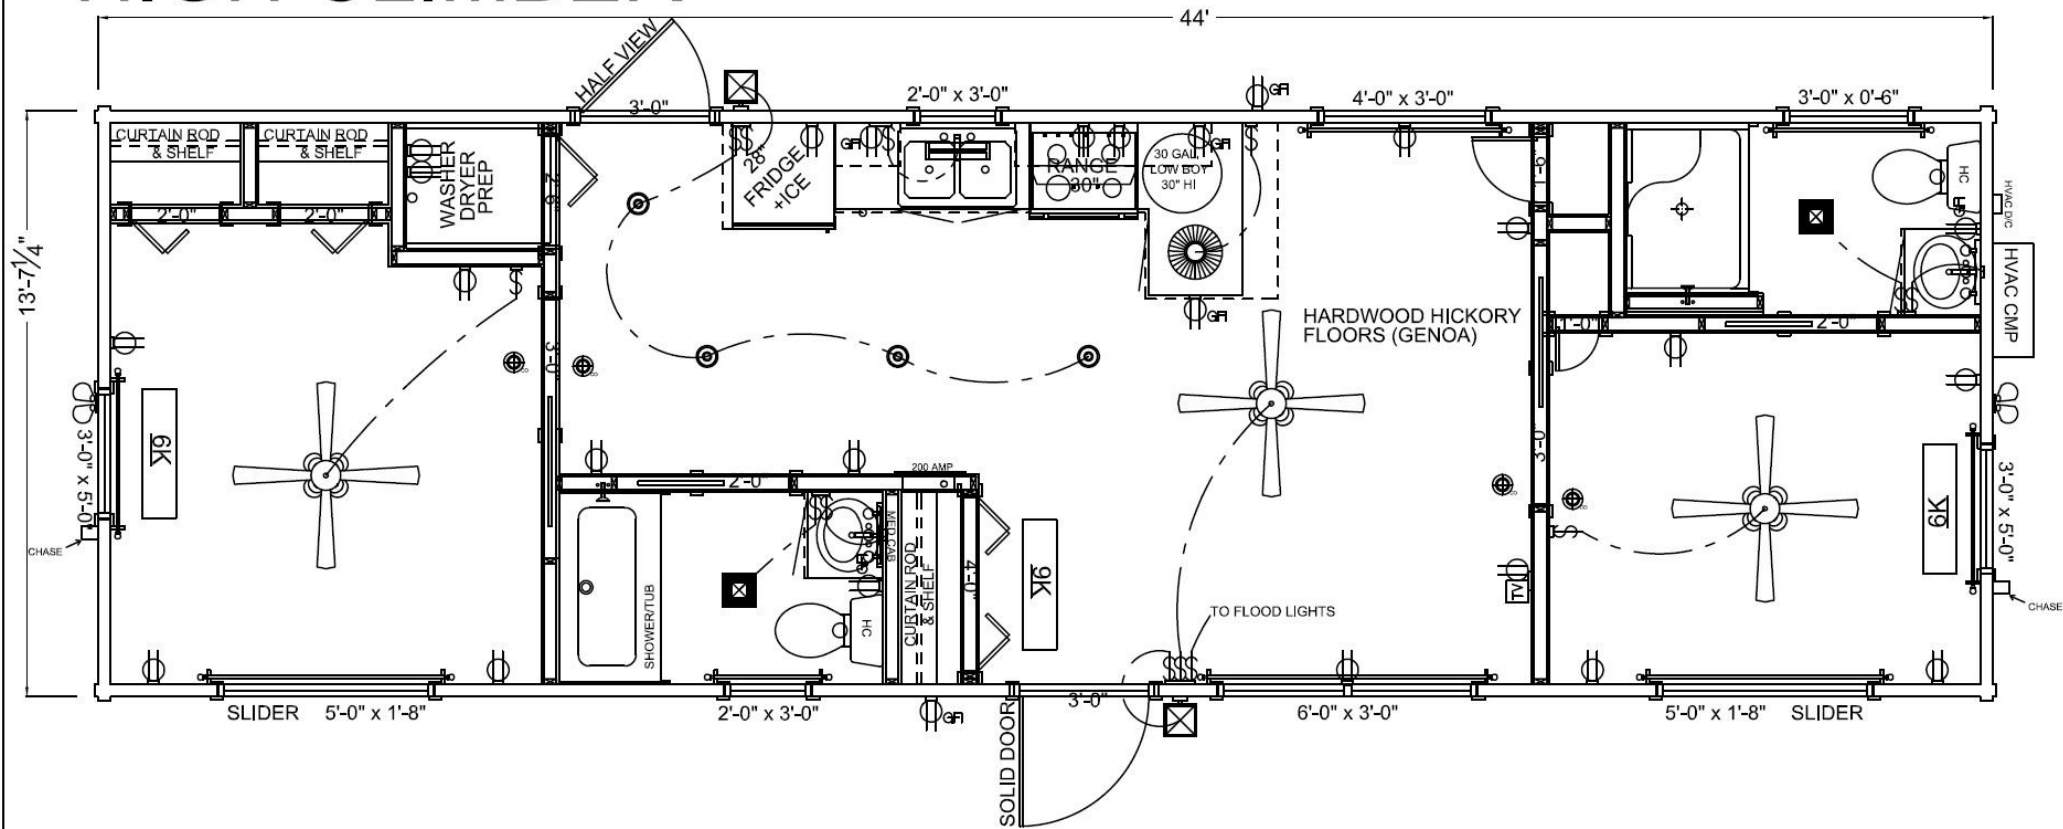 44'
HALF VIEW
3'-0"
2'-0" x 3'-0"
GFI
4'-0" x 3'-0"
3'-0" x 0'-6"
13'-7 1/4"
CURTAIN ROD
& SHELF
CURTAIN ROD
& SHELF
2'-0"
2'-0"
WASHER
DRYER
PREP
28"
FRIDGE
+ICE
GFI
RANGE
30"
30 GAL.
LOW BOY
30" HI
GFI
GFI
HC
GFI
HVAC D/C
HVAC CMP
HARDWOOD HICKORY
FLOORS (GENOA)
1'-0"
2'-0"
3'-0"
3'-0"
3'-0" x 5'-0"
6K
CHASE
2'-0"
200 AMP
MED CAB
GFI
HC
SHOWER/TUB
CURTAIN ROD
& SHELF
4'-0"
9K
TO FLOOD LIGHTS
TV
6K
3'-0" x 5'-0"
CHASE
SLIDER 5'-0" x 1'-8"
2'-0" x 3'-0"
GFI
SOLID DOOR
3'-0"
6'-0" x 3'-0"
5'-0" x 1'-8" SLIDER